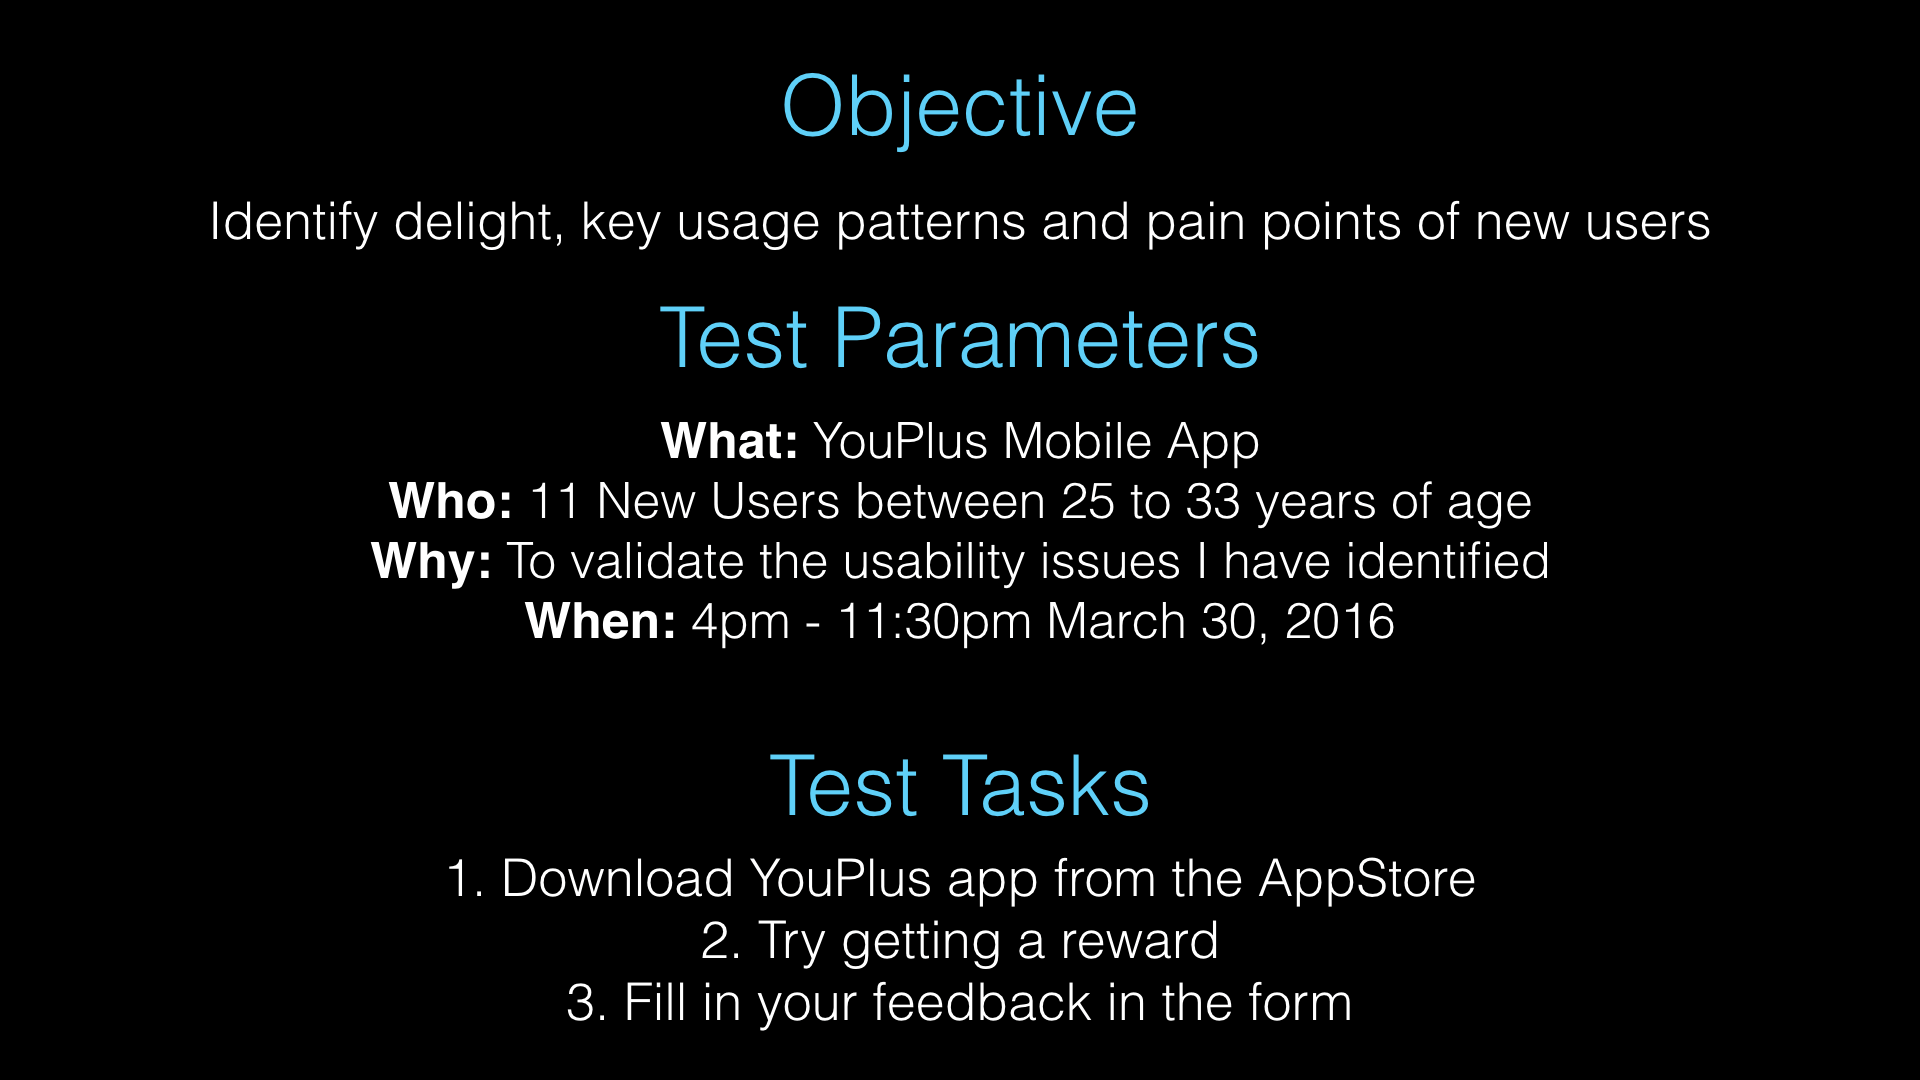 Objective
Identify delight, key usage patterns and pain points of new users
Test Parameters
What: YouPlus Mobile App
Who: 11 New Users between 25 to 33 years of age
Why: To validate the usability issues I have identified
When: 4pm - 11:30pm March 30, 2016
Test Tasks
1. Download YouPlus app from the AppStore
2. Try getting a reward
3. Fill in your feedback in the form